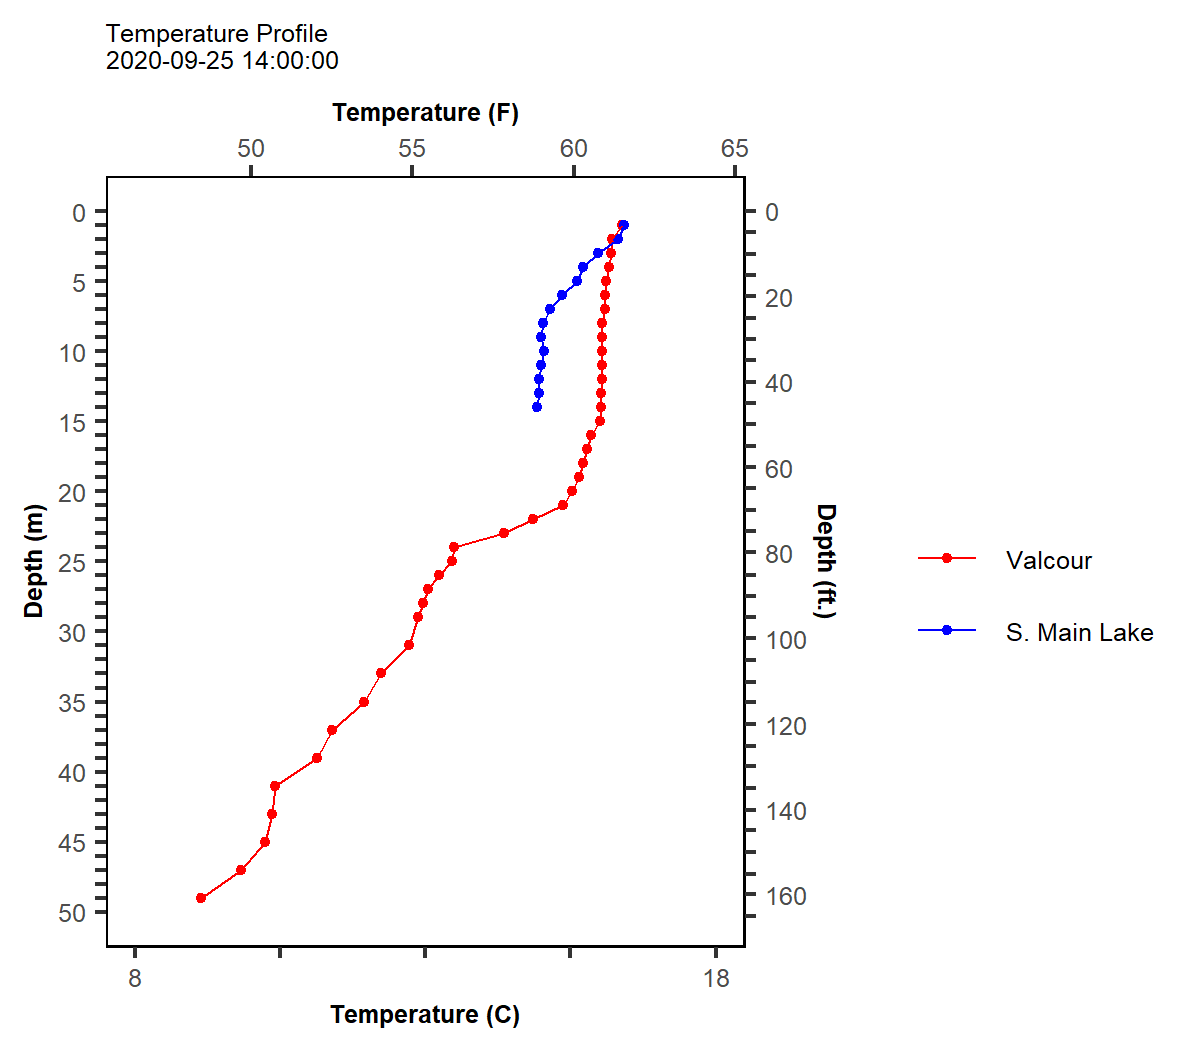 Temperature Profile
2020-09-25 14:00:00
Temperature (F)
50 55 60 65
0 0
5
20
10
40
15
60
20
Depth (m)
Depth (ft.)
80
25
Valcour
30
100
S. Main Lake
35
120
40
140
45
160
50
8 18
Temperature (C)